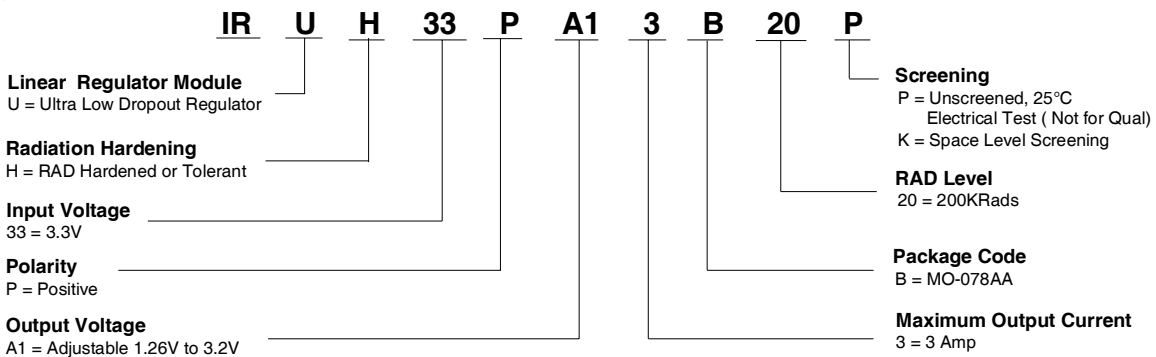 IR U H 33 P A1 3 B 20 P
Linear Regulator Module
U = Ultra Low Dropout Regulator
Radiation Hardening
H = RAD Hardened or Tolerant
Input Voltage
33 = 3.3V
Polarity
P = Positive
Output Voltage
A1 = Adjustable 1.26V to 3.2V
Screening
P = Unscreened, 25°C
Electrical Test ( Not for Qual)
K = Space Level Screening
RAD Level
20 = 200KRads
Package Code
B = MO-078AA
Maximum Output Current
3 = 3 Amp